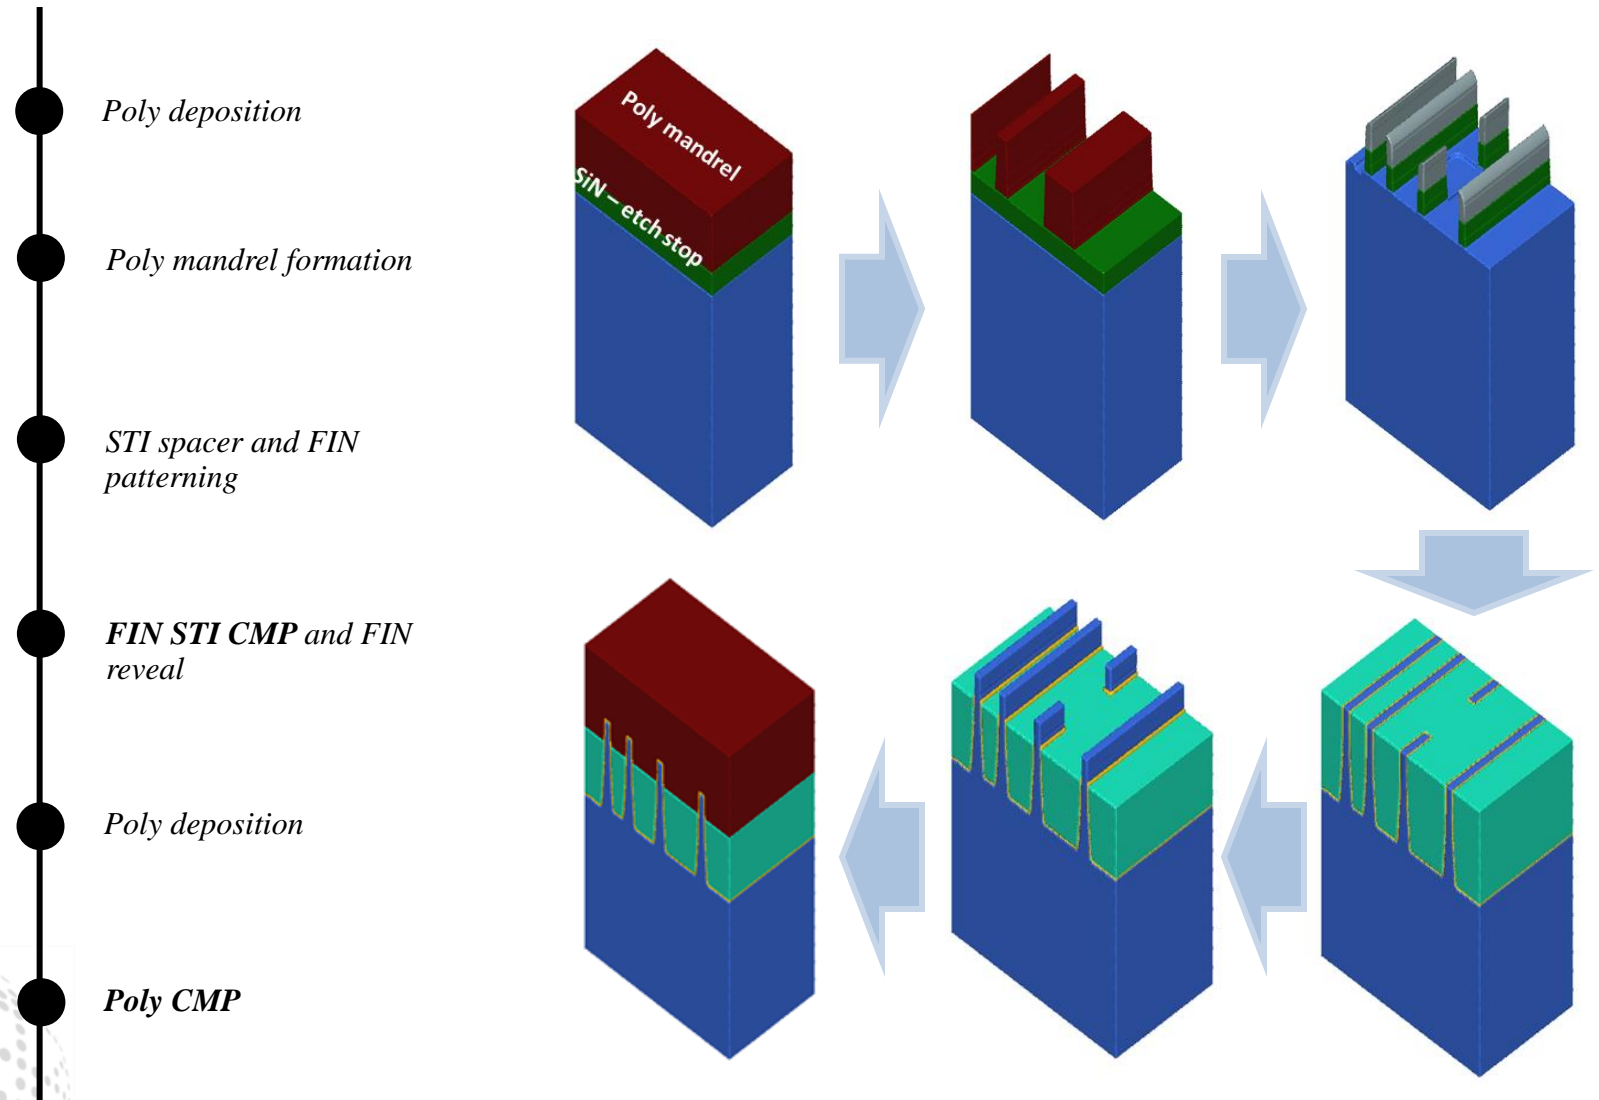 Poly deposition
Poly mandrel formation
STI spacer and FIN
patterning
FIN STI CMP and FIN
reveal
Poly deposition
Poly CMP
Poly mandrel
SiN – etch stop